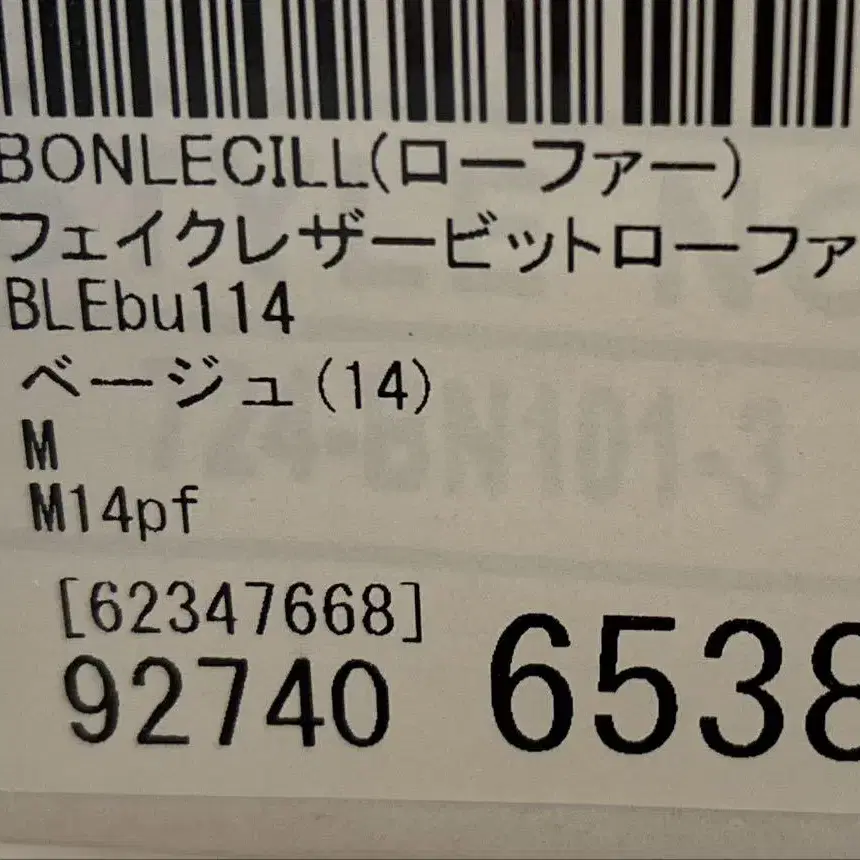 BONLECILL(ローファー)
フェイクレザービットローファ
BLEbu114
ベージュ(14)
M
M14pf
[62347668]
92740 6538